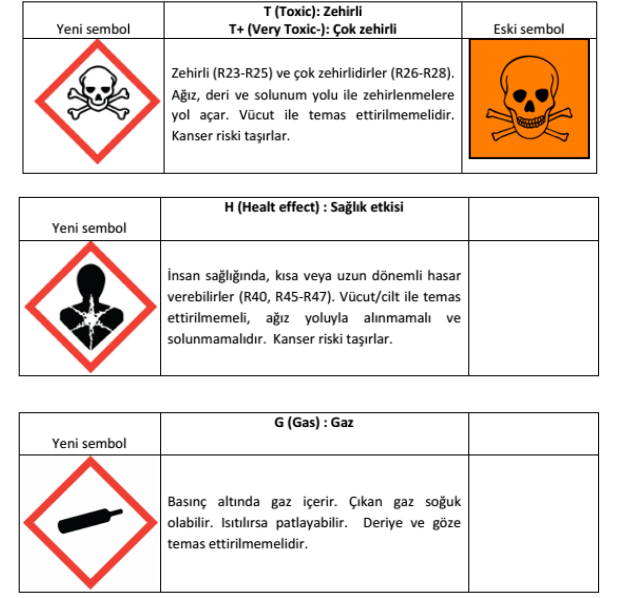 T (Toxic): Zehirli
Yeni sembol
T+ (Very Toxic-): Çok zehirli
Eski sembol
Zehirli (R23-R25) ve çok zehirlidirler (R26-R28).
Ağız, deri ve solunum yolu ile zehirlenmelere
yol açar. Vücut ile temas ettirilmemelidir.
Kanser riski taşırlar.
H (Healt effect) : Sağlık etkisi
Yeni sembol
İnsan sağlığında, kısa veya uzun dönemli hasar
verebilirler (R40, R45-R47). Vücut/cilt ile temas
ettirilmemeli, ağız yoluyla alınmamalı ve
solunmamalıdır. Kanser riski taşırlar.
G (Gas) : Gaz
Yeni sembol
Basınç altında gaz içerir. Çıkan gaz soğuk
olabilir. Isıtılırsa patlayabilir. Deriye ve göze
temas ettirilmemelidir.